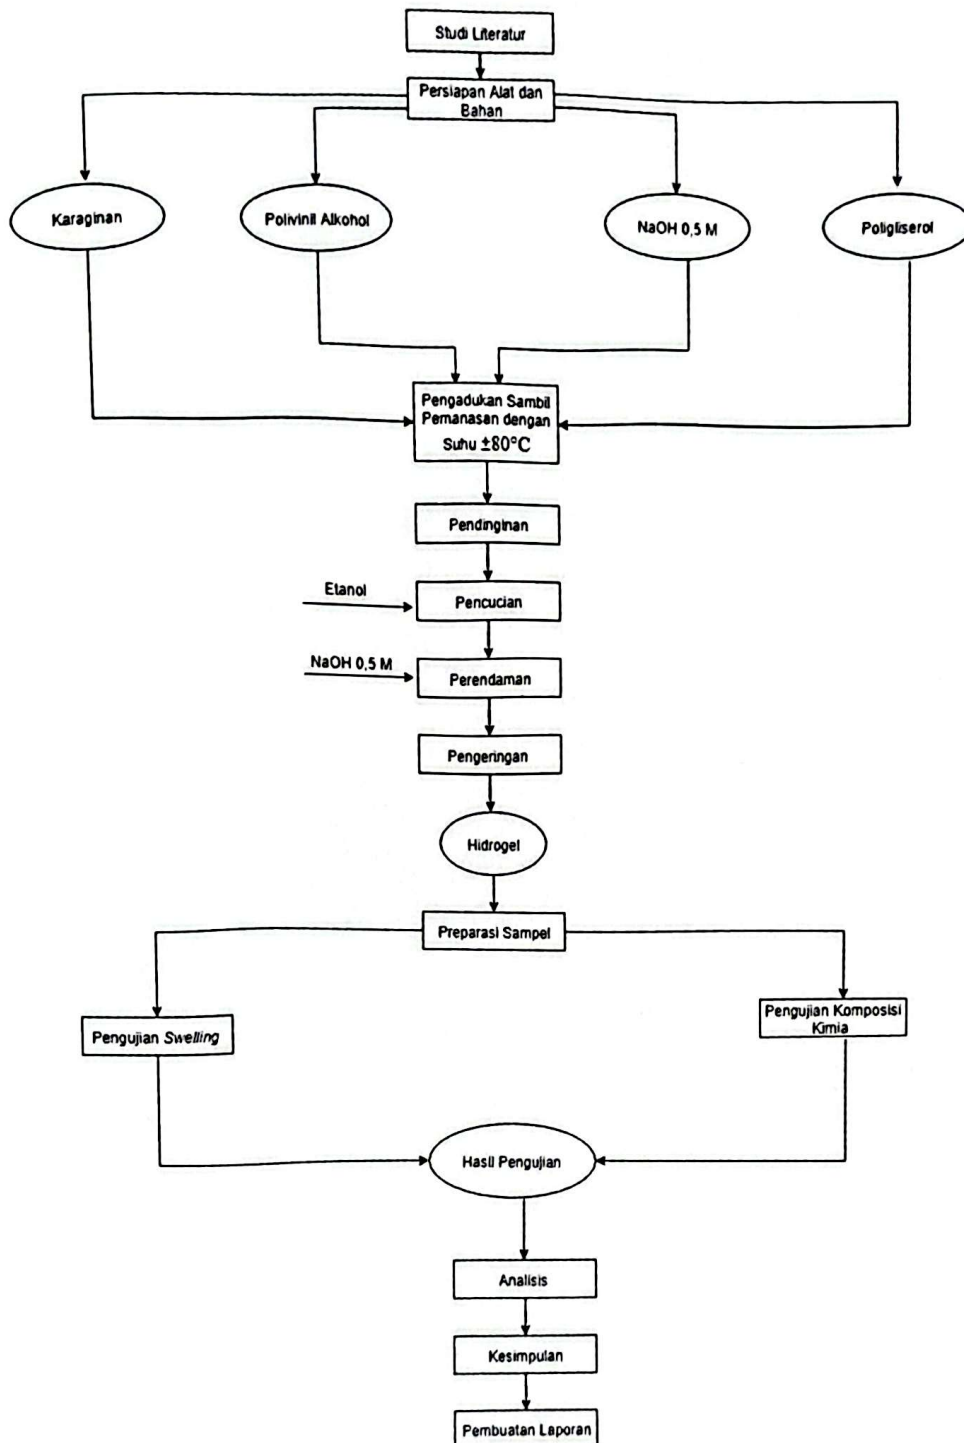 Studi Literatur
Persiapan Alat dan
Bahan
Karaginan
Polivinil Alkohol
NaOH 0,5 M
Poligliserol
Pengadukan Sambil
Pemanasan dengan
Suhu ±80°C
Pendinginan
Etanol
Pencucian
NaOH 0,5 M
Perendaman
Pengeringan
Hidrogel
Preparasi Sampel
Pengujian Swelling
Pengujian Komposisi
Kimia
Hasil Pengujian
Analisis
Kesimpulan
Pembuatan Laporan